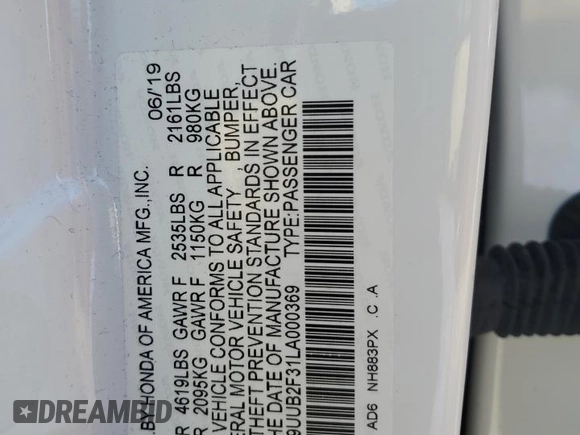 .BY HONDA OF AMERICA MFG.,INC. 06/'19
R 4619LBS GAWR F 2535LBS R 2161LBS
R 2095KG GAWR F 1150KG R 980KG
VEHICLE CONFORMS TO ALL APPLICABLE
ERAL MOTOR VEHICLE SAFETY , BUMPER,
THEFT PREVENTION STANDARDS IN EFFECT
HE DATE OF MANUFACTURE SHOWN ABOVE.
9UUB2F31LA000369 TYPE:PASSENGER CAR
AD6 NH883PX .C .A
DREAMBID